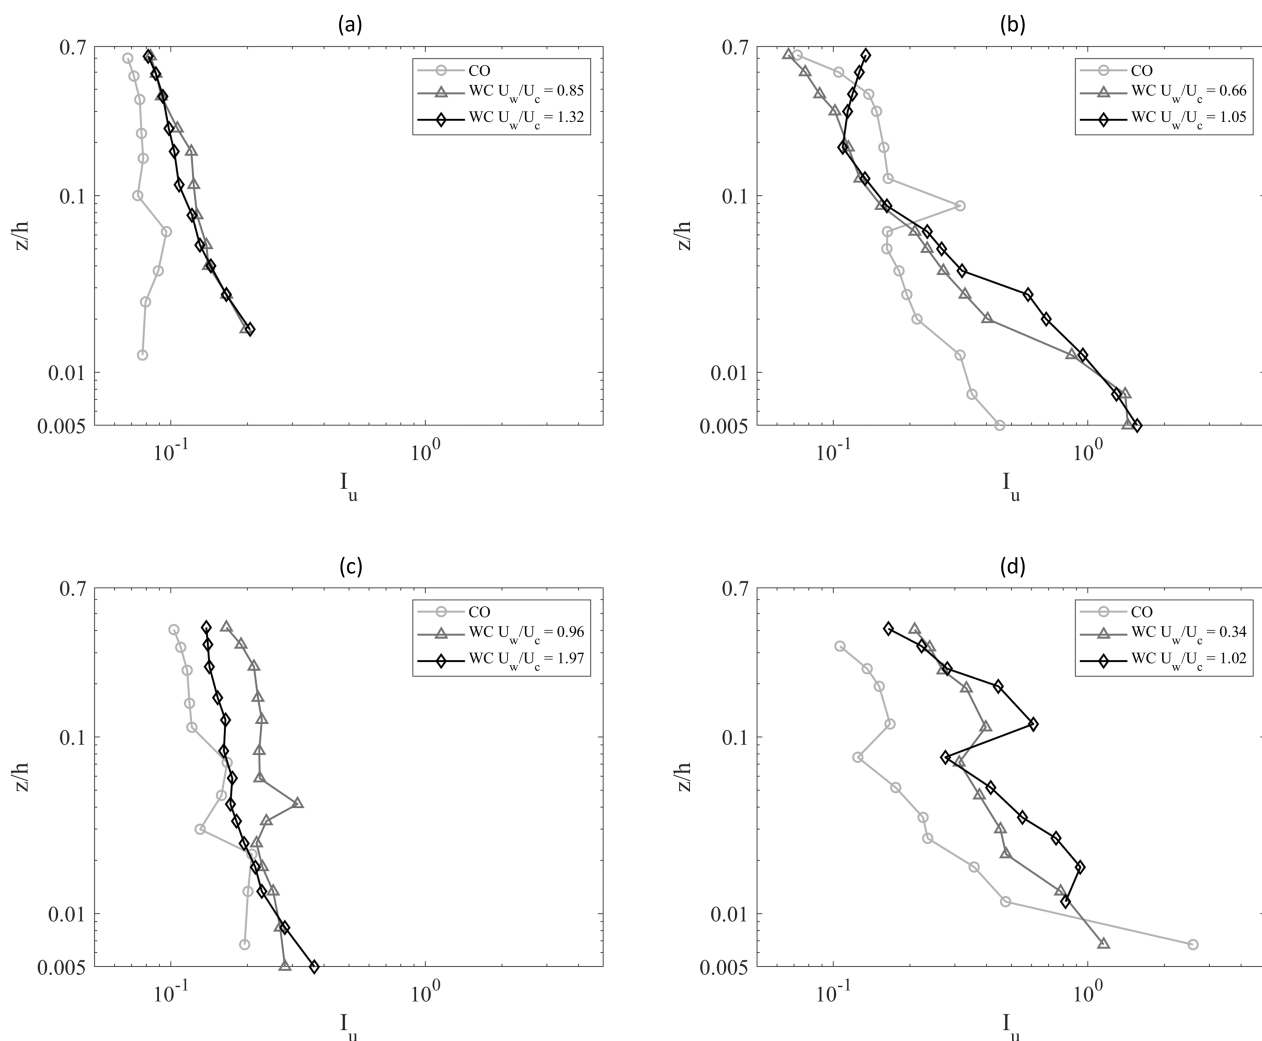 (a)
0.7
0.1
0.01
0.005
z/h
CO
WC U_w/U_c = 0.85
WC U_w/U_c = 1.32
10^-1
10^0
I_u
(b)
0.7
0.1
0.01
0.005
z/h
CO
WC U_w/U_c = 0.66
WC U_w/U_c = 1.05
10^-1
10^0
I_u
(c)
0.7
0.1
0.01
0.005
z/h
CO
WC U_w/U_c = 0.96
WC U_w/U_c = 1.97
10^-1
10^0
I_u
(d)
0.7
0.1
0.01
0.005
z/h
CO
WC U_w/U_c = 0.34
WC U_w/U_c = 1.02
10^-1
10^0
I_u